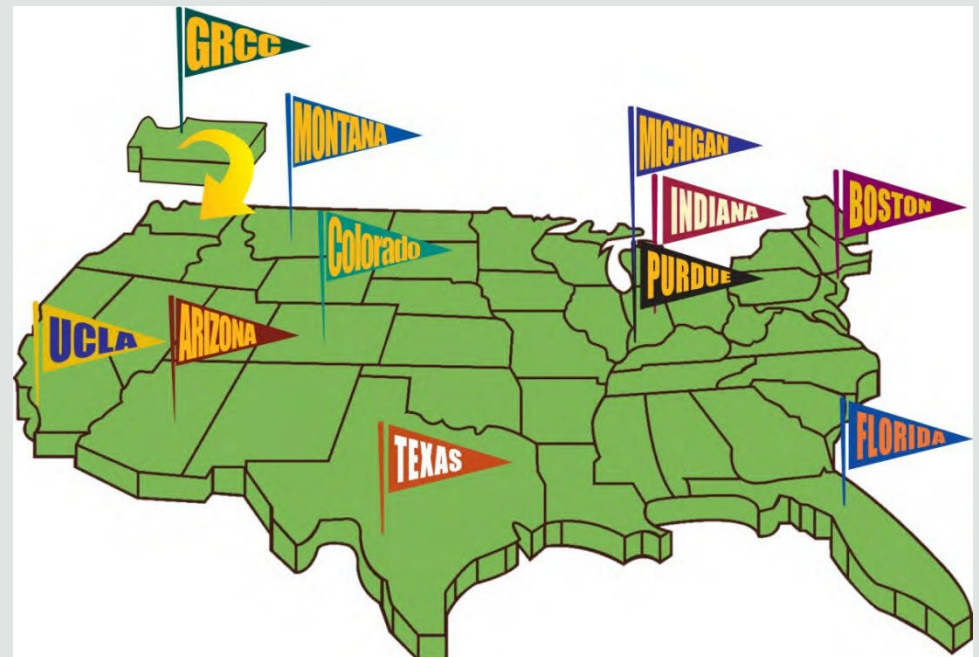 GRCC
MONTANA
MICHIGAN
INDIANA
BOSTON
Colorado
PURDUE
UCLA
ARIZONA
TEXAS
FLORIDA